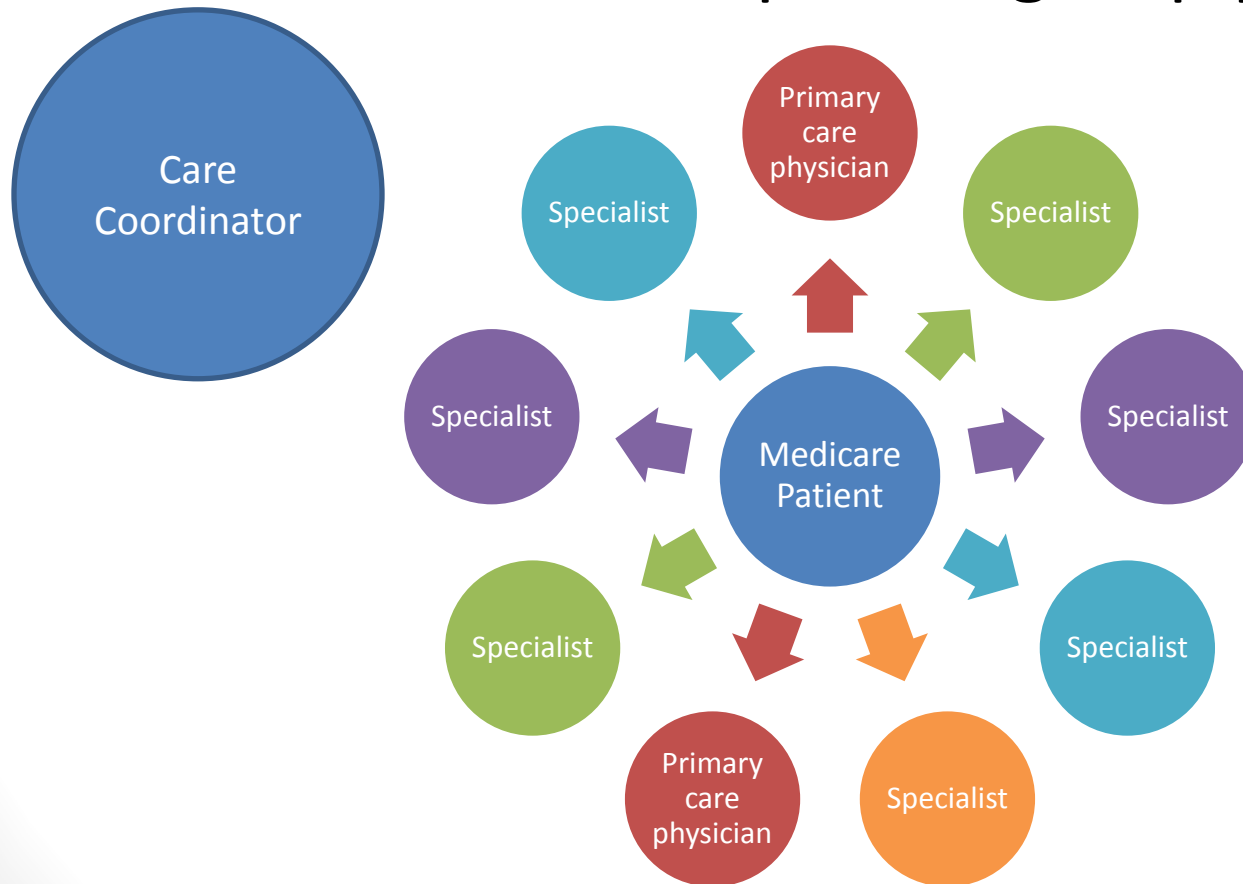 Care
Coordinator
Primary
care
physician
Specialist
Specialist
Specialist
Specialist
Medicare
Patient
Specialist
Specialist
Primary
care
physician
Specialist